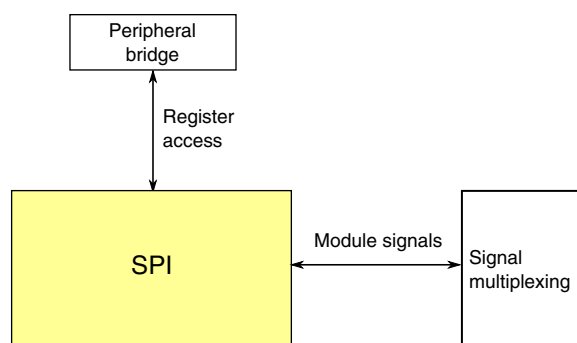 Peripheral
bridge
Register
access
SPI
Module signals
Signal
multiplexing